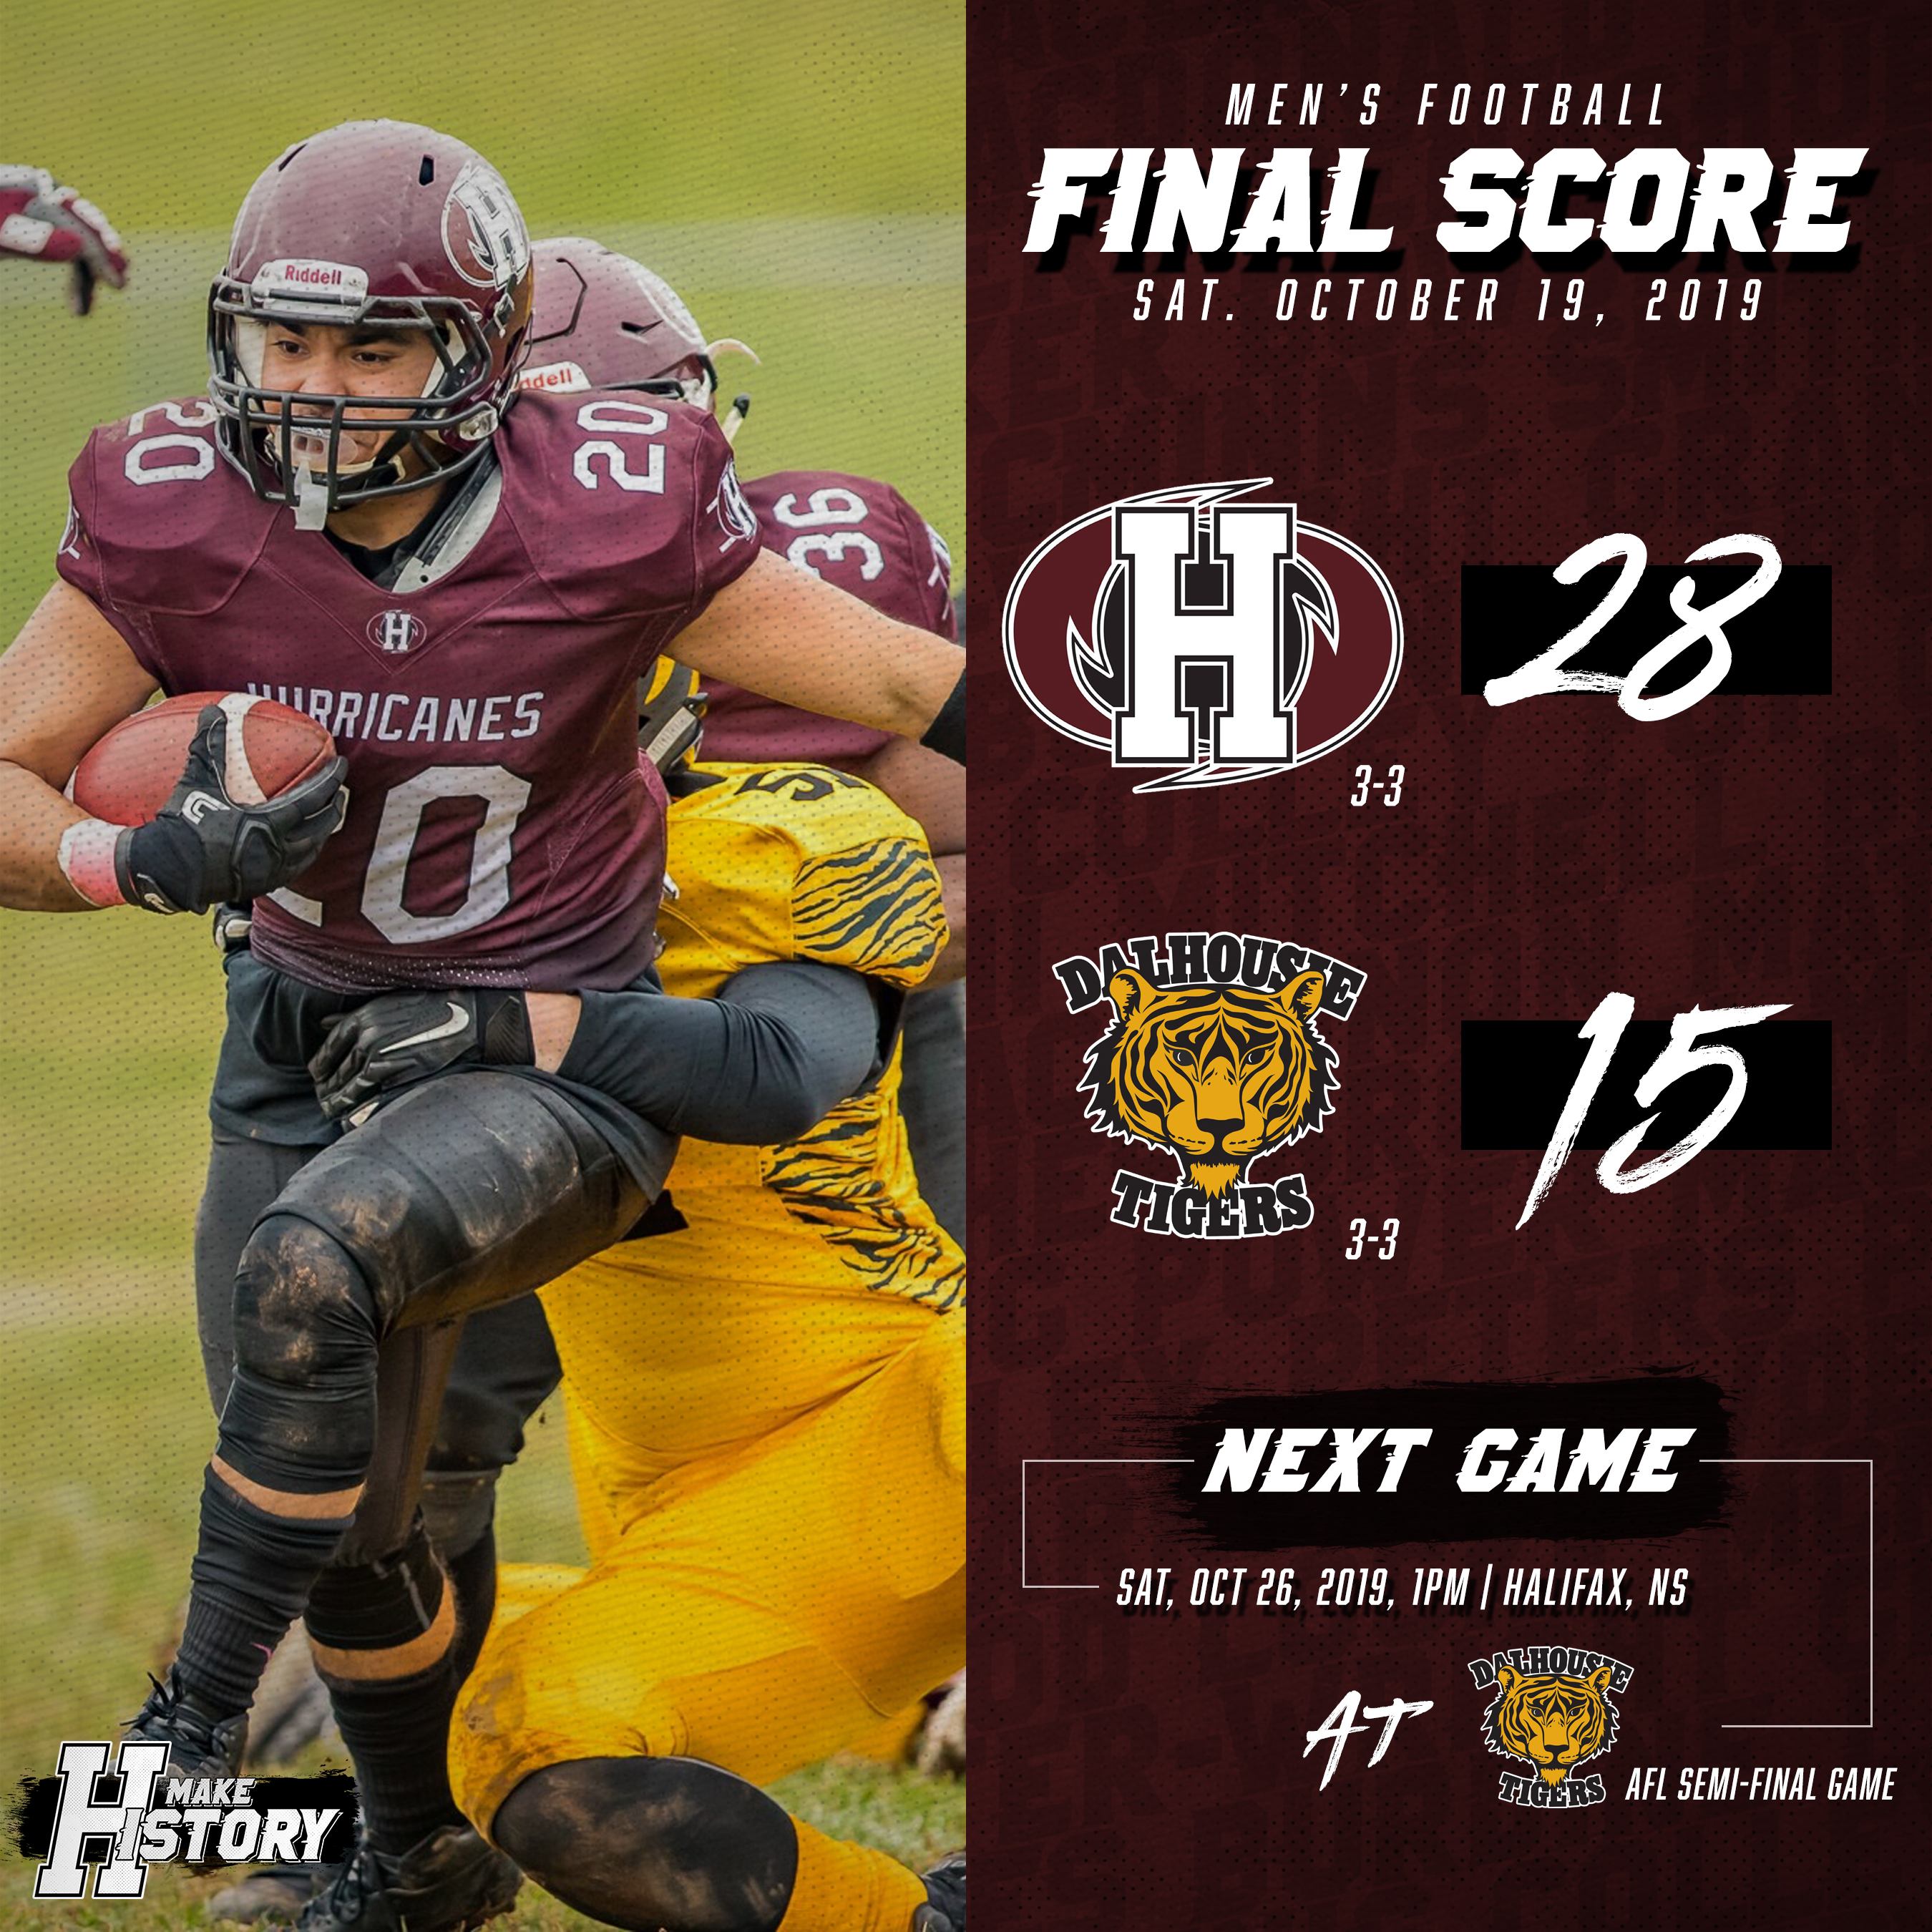 MEN'S FOOTBALL
FINAL SCORE
SAT. OCTOBER 19, 2019
H
28
3-3
DALHOUSIE
TIGERS
15
3-3
NEXT GAME
SAT, OCT 26, 2019, 1PM | HALIFAX, NS
AT
DALHOUSIE
TIGERS
AFL SEMI-FINAL GAME
H
Riddell
20
20
36
H
HURRICANES
20
5
H MAKE
HISTORY